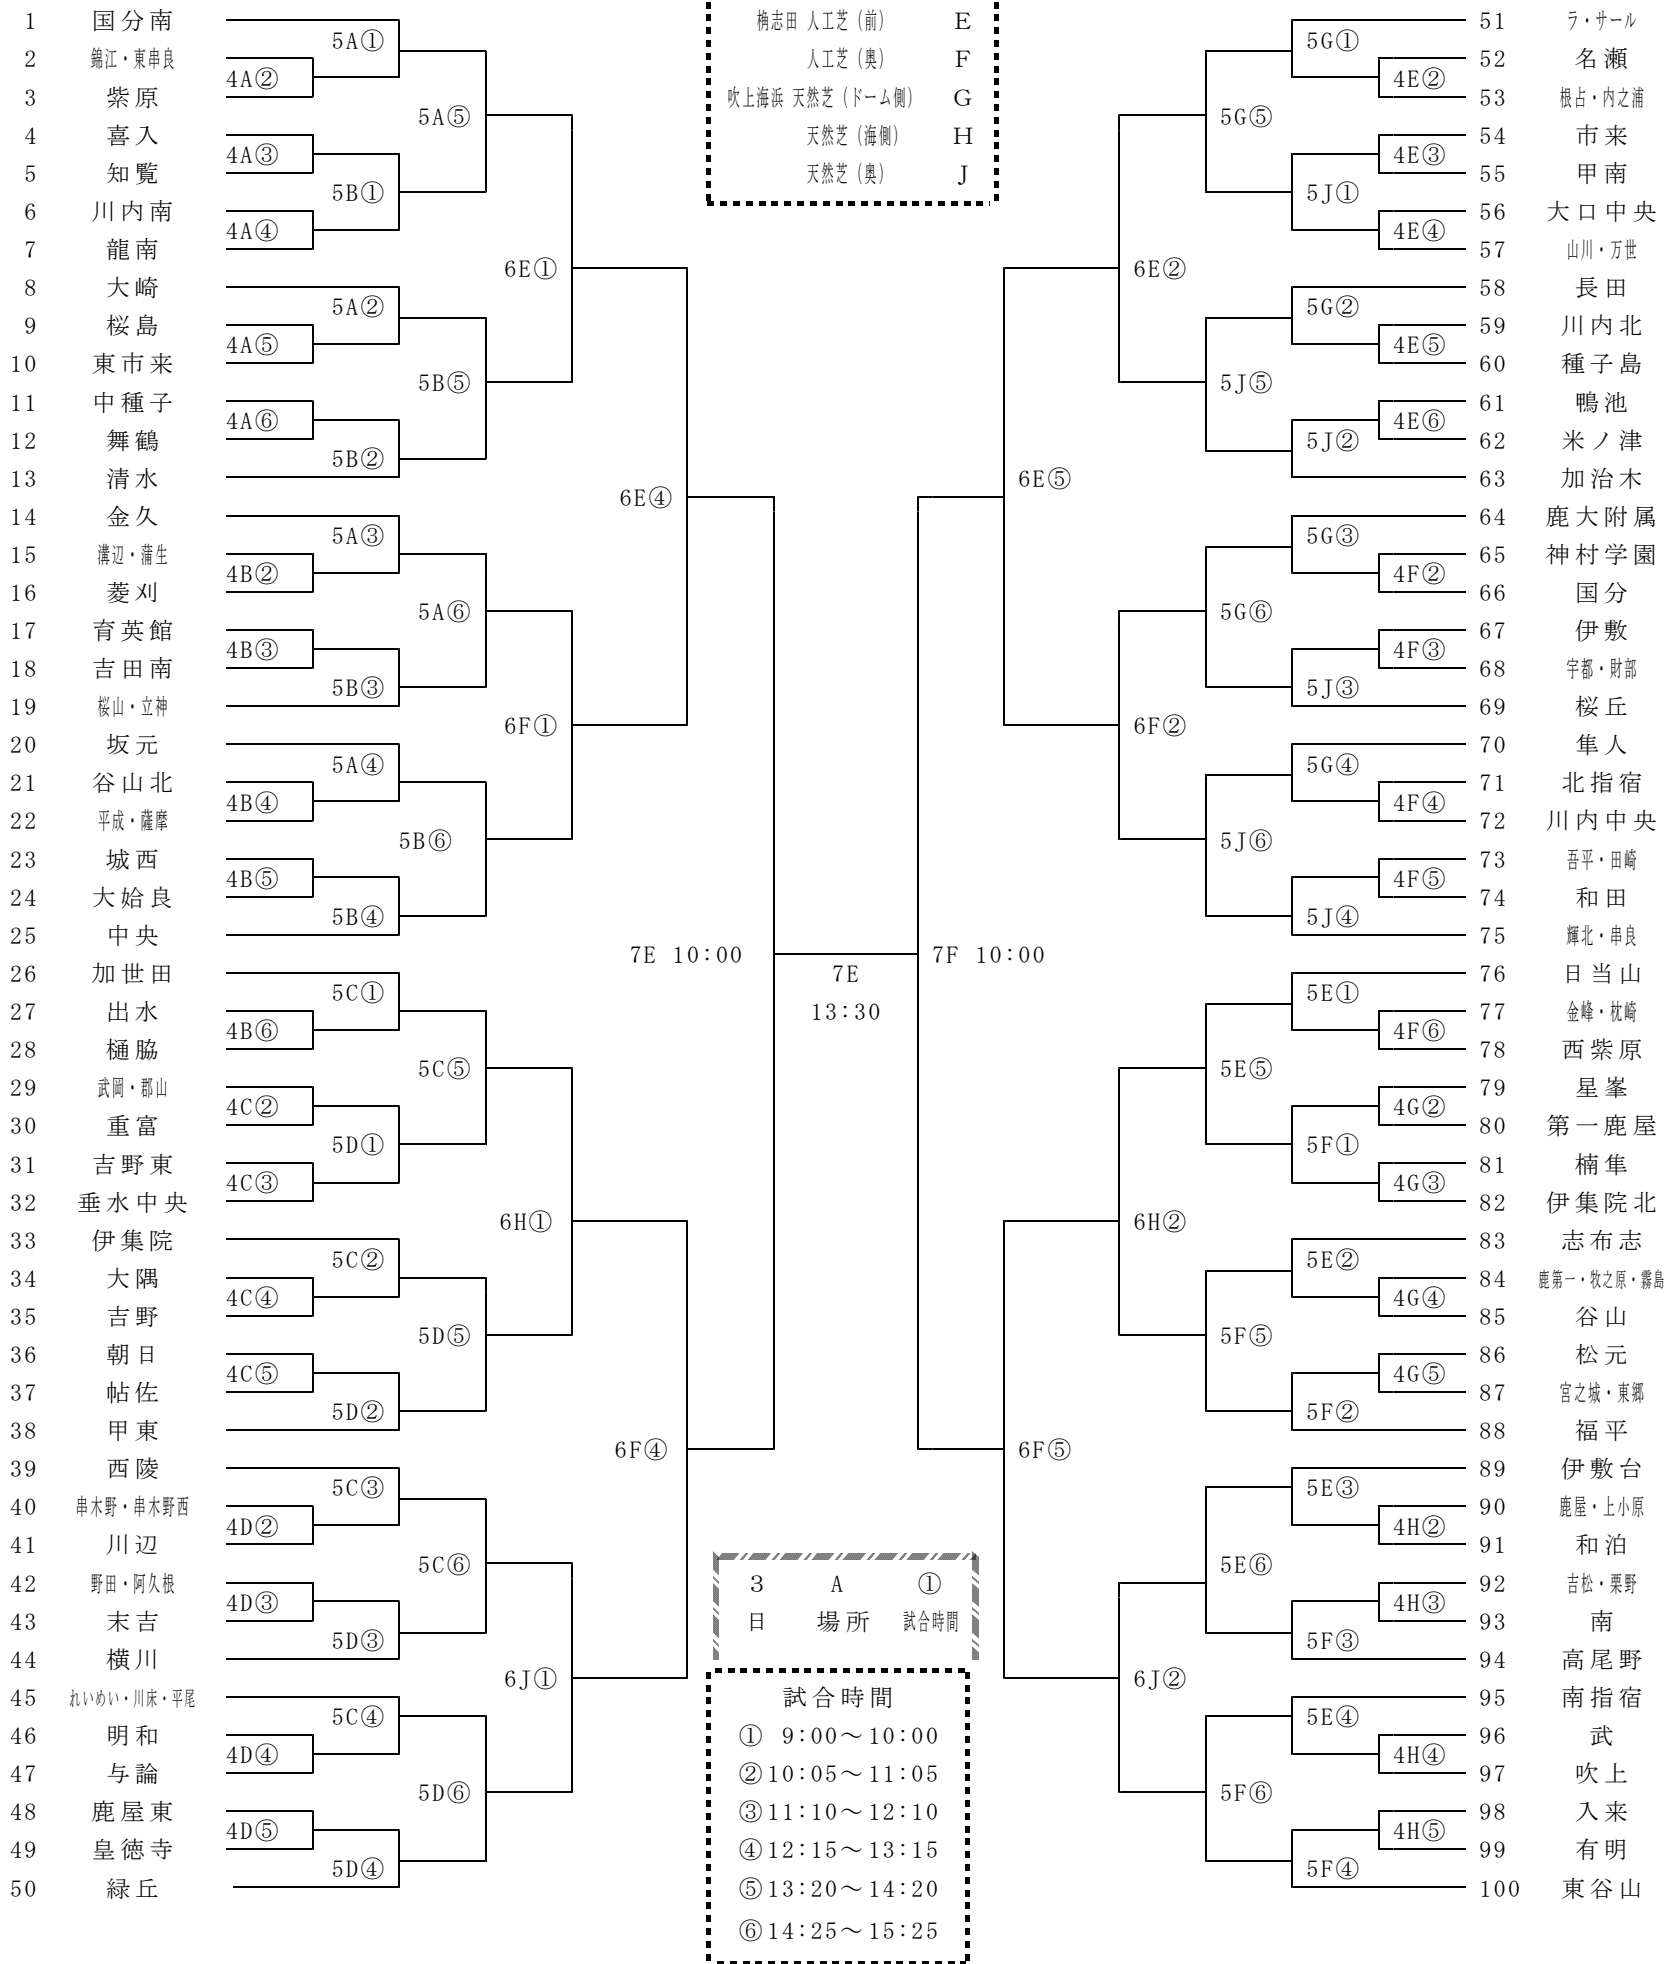 1 国分南
5A①
2 錦江・東串良
4A②
3 紫原
5A⑤
4 喜入
4A③
5 知覧
5B①
6 川内南
4A④
7 龍南
6E①
8 大崎
5A②
9 桜島
4A⑤
10 東市来
5B⑤
11 中種子
4A⑥
12 舞鶴
5B②
13 清水
6E④
14 金久
5A③
15 溝辺・蒲生
4B②
16 菱刈
5A⑥
17 育英館
4B③
18 吉田南
5B③
19 桜山・立神
6F①
20 坂元
5A④
21 谷山北
4B④
22 平成・薩摩
5B⑥
23 城西
4B⑤
24 大姶良
5B④
25 中央
7E 10:00
26 加世田
5C①
27 出水
4B⑥
28 樋脇
5C⑤
29 武岡・郡山
4C②
30 重富
5D①
31 吉野東
4C③
32 垂水中央
6H①
33 伊集院
5C②
34 大隅
4C④
35 吉野
5D⑤
36 朝日
4C⑤
37 帖佐
5D②
38 甲東
6F④
39 西陵
5C③
40 串木野・串木野西
4D②
41 川辺
5C⑥
42 野田・阿久根
4D③
43 末吉
5D③
44 横川
6J①
45 れいめい・川床・平尾
5C④
46 明和
4D④
47 与論
5D⑥
48 鹿屋東
4D⑤
49 皇徳寺
5D④
50 緑丘
桷志田 人工芝（前） E
人工芝（奥） F
吹上海浜 天然芝（ドーム側） G
天然芝（海側） H
天然芝（奥） J
7E
13:30
3 A ①
日 場所 試合時間
試合時間
① 9:00～10:00
②10:05～11:05
③11:10～12:10
④12:15～13:15
⑤13:20～14:20
⑥14:25～15:25
51 ラ・サール
5G①
52 名瀬
4E②
53 根占・内之浦
5G⑤
54 市来
4E③
55 甲南
5J①
56 大口中央
4E④
57 山川・万世
6E②
58 長田
5G②
59 川内北
4E⑤
60 種子島
5J⑤
61 鴨池
4E⑥
62 米ノ津
5J②
63 加治木
6E⑤
64 鹿大附属
5G③
65 神村学園
4F②
66 国分
5G⑥
67 伊敷
4F③
68 宇都・財部
5J③
69 桜丘
6F②
70 隼人
5G④
71 北指宿
4F④
72 川内中央
5J⑥
73 吾平・田崎
4F⑤
74 和田
5J④
75 輝北・串良
7F 10:00
76 日当山
5E①
77 金峰・枕崎
4F⑥
78 西紫原
5E⑤
79 星峯
4G②
80 第一鹿屋
5F①
81 楠隼
4G③
82 伊集院北
6H②
83 志布志
5E②
84 鹿第一・牧之原・霧島
4G④
85 谷山
5F⑤
86 松元
4G⑤
87 宮之城・東郷
5F②
88 福平
6F⑤
89 伊敷台
5E③
90 鹿屋・上小原
4H②
91 和泊
5E⑥
92 吉松・栗野
4H③
93 南
5F③
94 高尾野
6J②
95 南指宿
5E④
96 武
4H④
97 吹上
5F⑥
98 入来
4H⑤
99 有明
5F④
100 東谷山